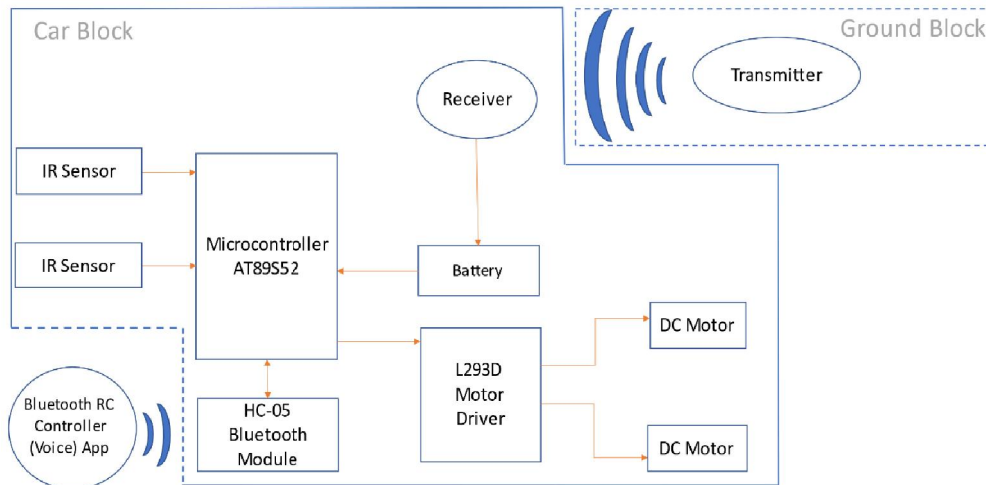 Car Block
Ground Block
Transmitter
Receiver
IR Sensor
IR Sensor
Microcontroller
AT89S52
Battery
DC Motor
L293D
Motor
Driver
Bluetooth RC
Controller
(Voice) App
HC-05
Bluetooth
Module
DC Motor